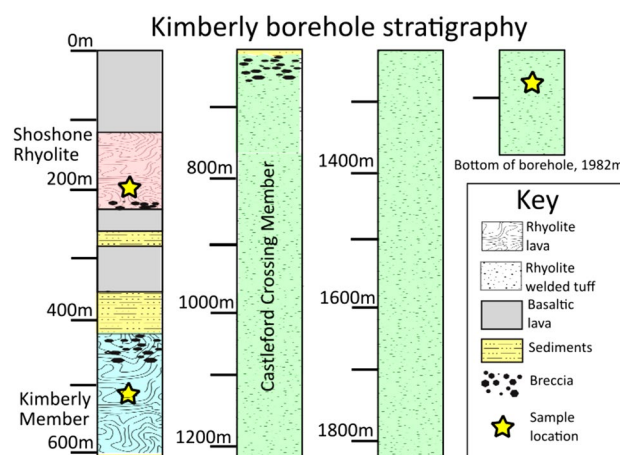 Kimberly borehole stratigraphy
0m
Shoshone
Rhyolite
200m
400m
Kimberly
Member
600m
800m
Castleford Crossing Member
1000m
1200m
1400m
1600m
1800m
Bottom of borehole, 1982m
Key
Rhyolite
lava
Rhyolite
welded tuff
Basaltic
lava
Sediments
Breccia
Sample
location